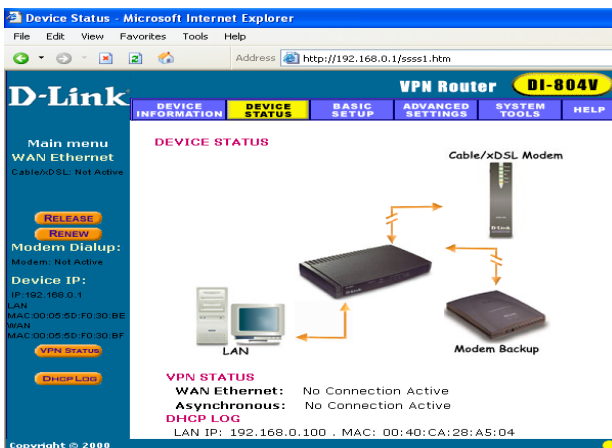 Device Status - Microsoft Internet Explorer
File Edit View Favorites Tools Help
Address http://192.168.0.1/ssss1.htm
D-Link
VPN Router DI-804V
DEVICE INFORMATION
DEVICE STATUS
BASIC SETUP
ADVANCED SETTINGS
SYSTEM TOOLS
HELP
Main menu
WAN Ethernet
Cable/xDSL: Not Active
RELEASE
RENEW
Modem Dialup:
Modem: Not Active
Device IP:
IP:192.168.0.1
LAN
MAC:00:05:5D:F0:30:BE
WAN
MAC:00:05:5D:F0:30:BF
VPN STATUS
DHCP LOG
Copyright © 2000
DEVICE STATUS
Cable/xDSL Modem
D-Link
D-Link
LAN
Modem Backup
VPN STATUS
WAN Ethernet: No Connection Active
Asynchronous: No Connection Active
DHCP LOG
LAN IP: 192.168.0.100 . MAC: 00:40:CA:28:A5:04